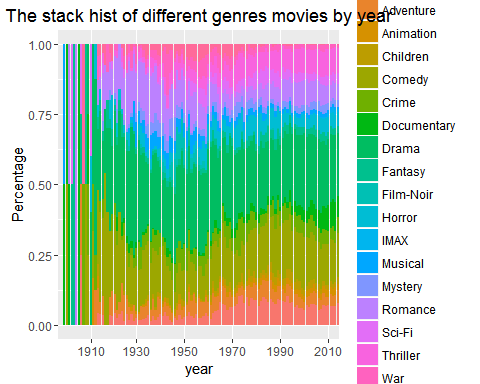 The stack hist of different genres movies by year
Adventure
Animation
Children
Comedy
Crime
Documentary
Drama
Fantasy
Film-Noir
Horror
IMAX
Musical
Mystery
Romance
Sci-Fi
Thriller
War
Percentage
1.00
0.75
0.50
0.25
0.00
1910 1930 1950 1970 1990 2010
year